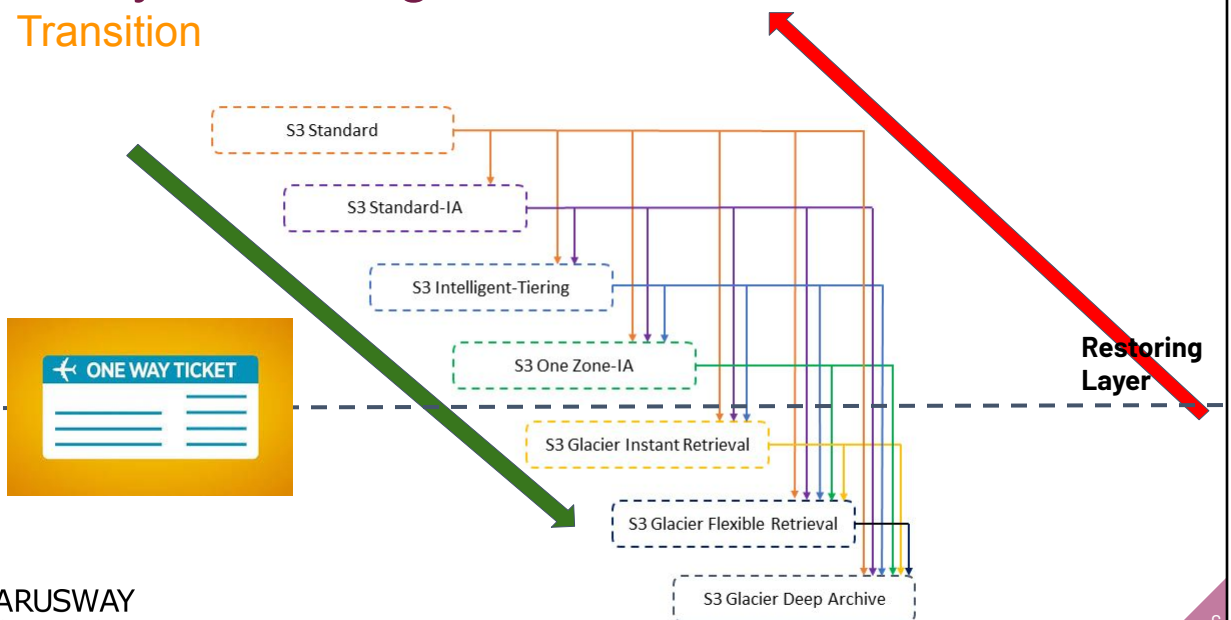 Transition
S3 Standard
S3 Standard-IA
S3 Intelligent-Tiering
ONE WAY TICKET
S3 One Zone-IA
Restoring
Layer
S3 Glacier Instant Retrieval
S3 Glacier Flexible Retrieval
S3 Glacier Deep Archive
ARUSWAY